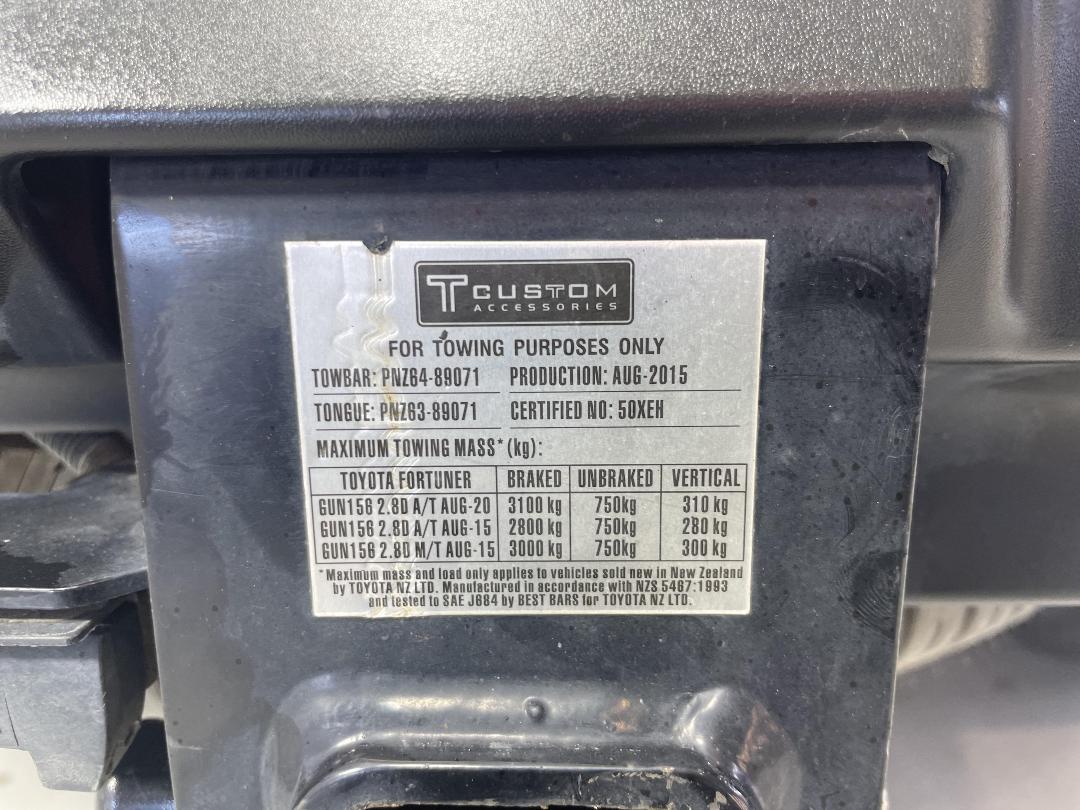 T CUSTOM
ACCESSORIES
FOR TOWING PURPOSES ONLY
TOWBAR: PNZ64-89071 PRODUCTION: AUG-2015
TONGUE: PNZ63-89071 CERTIFIED NO: 50XEH
MAXIMUM TOWING MASS* (kg):
TOYOTA FORTUNER BRAKED UNBRAKED VERTICAL
GUN156 2.8D A/T AUG-20 3100 kg 750kg 310 kg
GUN156 2.8D A/T AUG-15 2800 kg 750kg 280 kg
GUN156 2.8D M/T AUG-15 3000 kg 750kg 300 kg
*Maximum mass and load only applies to vehicles sold new in New Zealand
by TOYOTA NZ LTD. Manufactured in accordance with NZS 5467:1993
and tested to SAE J684 by BEST BARS for TOYOTA NZ LTD.